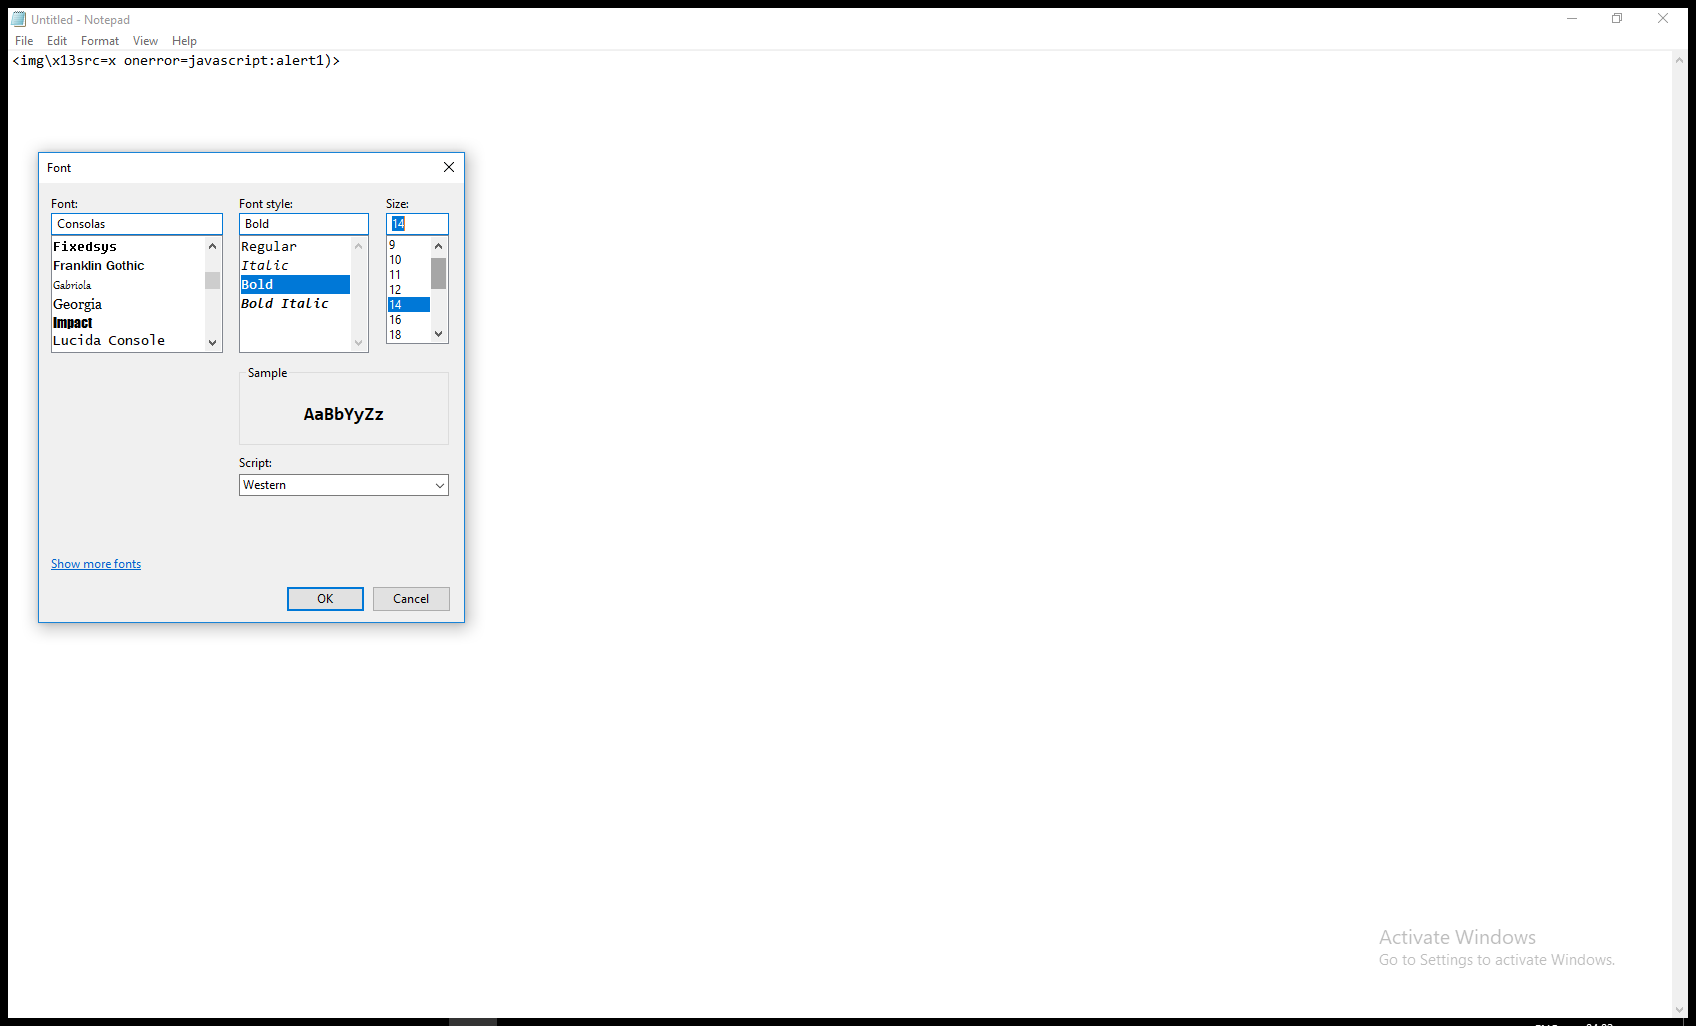 Untitled - Notepad
File Edit Format View Help
<img\x13src=x onerror=javascript:alert1)>
Font
Font: Font style: Size:
Consolas Bold 14
Fixedsys
Franklin Gothic
Gabriola
Georgia
Impact
Lucida Console
Regular
Italic
Bold
Bold Italic
9
10
11
12
14
16
18
Sample
AaBbYyZz
Script:
Western
Show more fonts
OK Cancel
Activate Windows
Go to Settings to activate Windows.